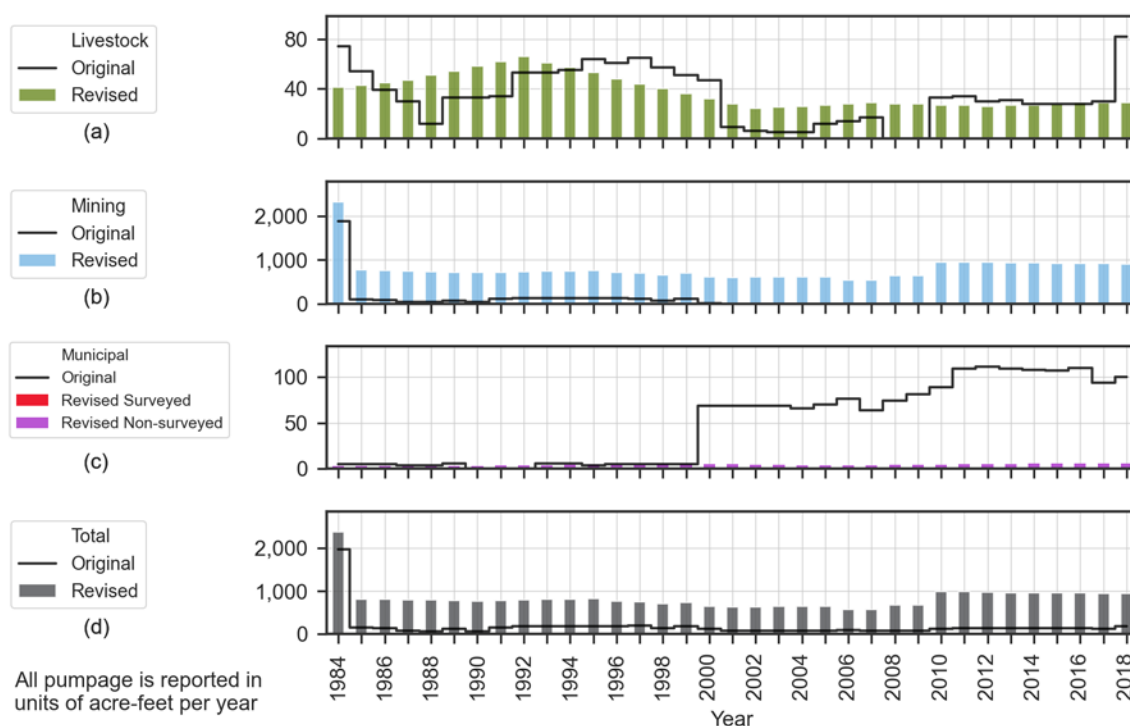 Livestock
Original
Revised
(a)
80
40
0
Mining
Original
Revised
(b)
2,000
1,000
0
Municipal
Original
Revised Surveyed
Revised Non-surveyed
(c)
100
50
0
Total
Original
Revised
(d)
2,000
1,000
0
1984
1986
1988
1990
1992
1994
1996
1998
2000
2002
2004
2006
2008
2010
2012
2014
2016
2018
Year
All pumpage is reported in
units of acre-feet per year